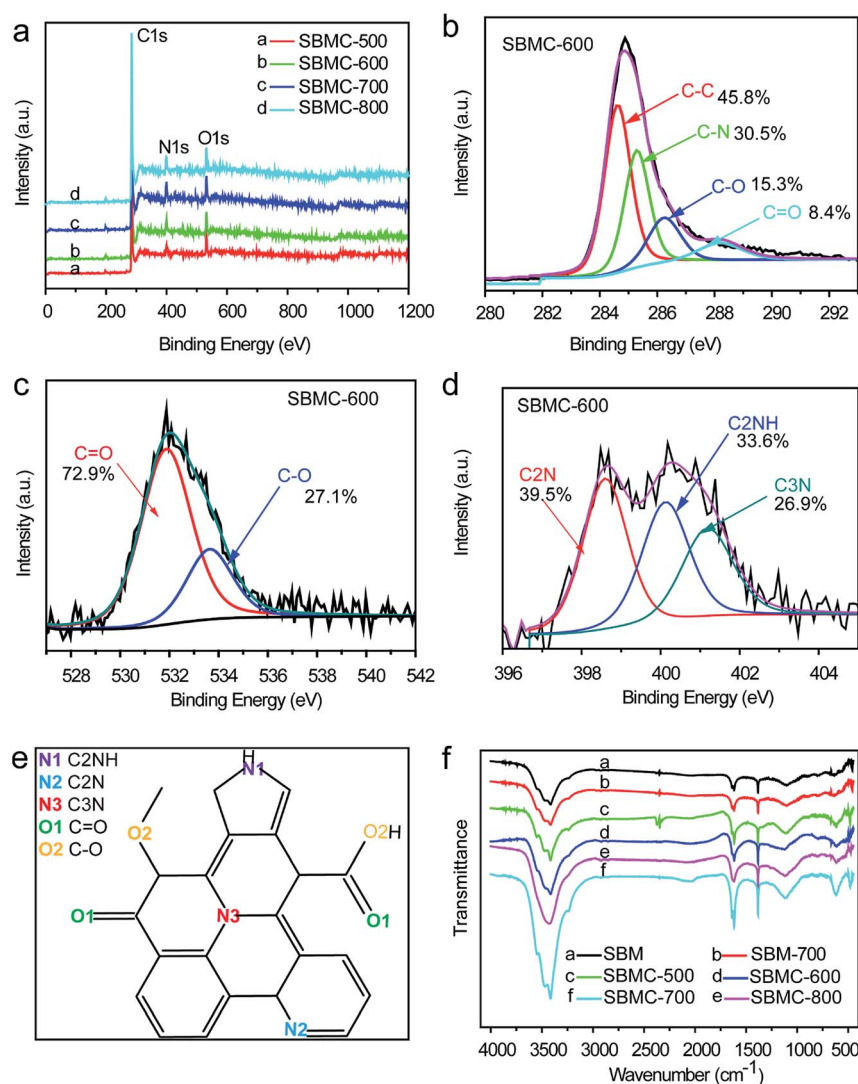 a
C1s
a SBMC-500
b SBMC-600
c SBMC-700
d SBMC-800
N1s
O1s
d
c
b
a
Intensity (a.u.)
0 200 400 600 800 1000 1200
Binding Energy (eV)
b
SBMC-600
C-C 45.8%
C-N 30.5%
C-O 15.3%
C=O 8.4%
Intensity (a.u.)
280 282 284 286 288 290 292
Binding Energy (eV)
c
SBMC-600
C=O
72.9%
C-O
27.1%
Intensity (a.u.)
528 530 532 534 536 538 540 542
Binding Energy (eV)
d
SBMC-600
C2N
39.5%
C2NH
33.6%
C3N
26.9%
Intensity (a.u.)
396 398 400 402 404
Binding Energy (eV)
e
N1 C2NH
N2 C2N
N3 C3N
O1 C=O
O2 C-O
H
N1
O2
O2H
O1
N3
O1
N2
f
a
b
c
d
e
f
Transmittance
a SBM
b SBM-700
c SBMC-500
d SBMC-600
f SBMC-700
e SBMC-800
4000 3500 3000 2500 2000 1500 1000 500
Wavenumber (cm⁻¹)